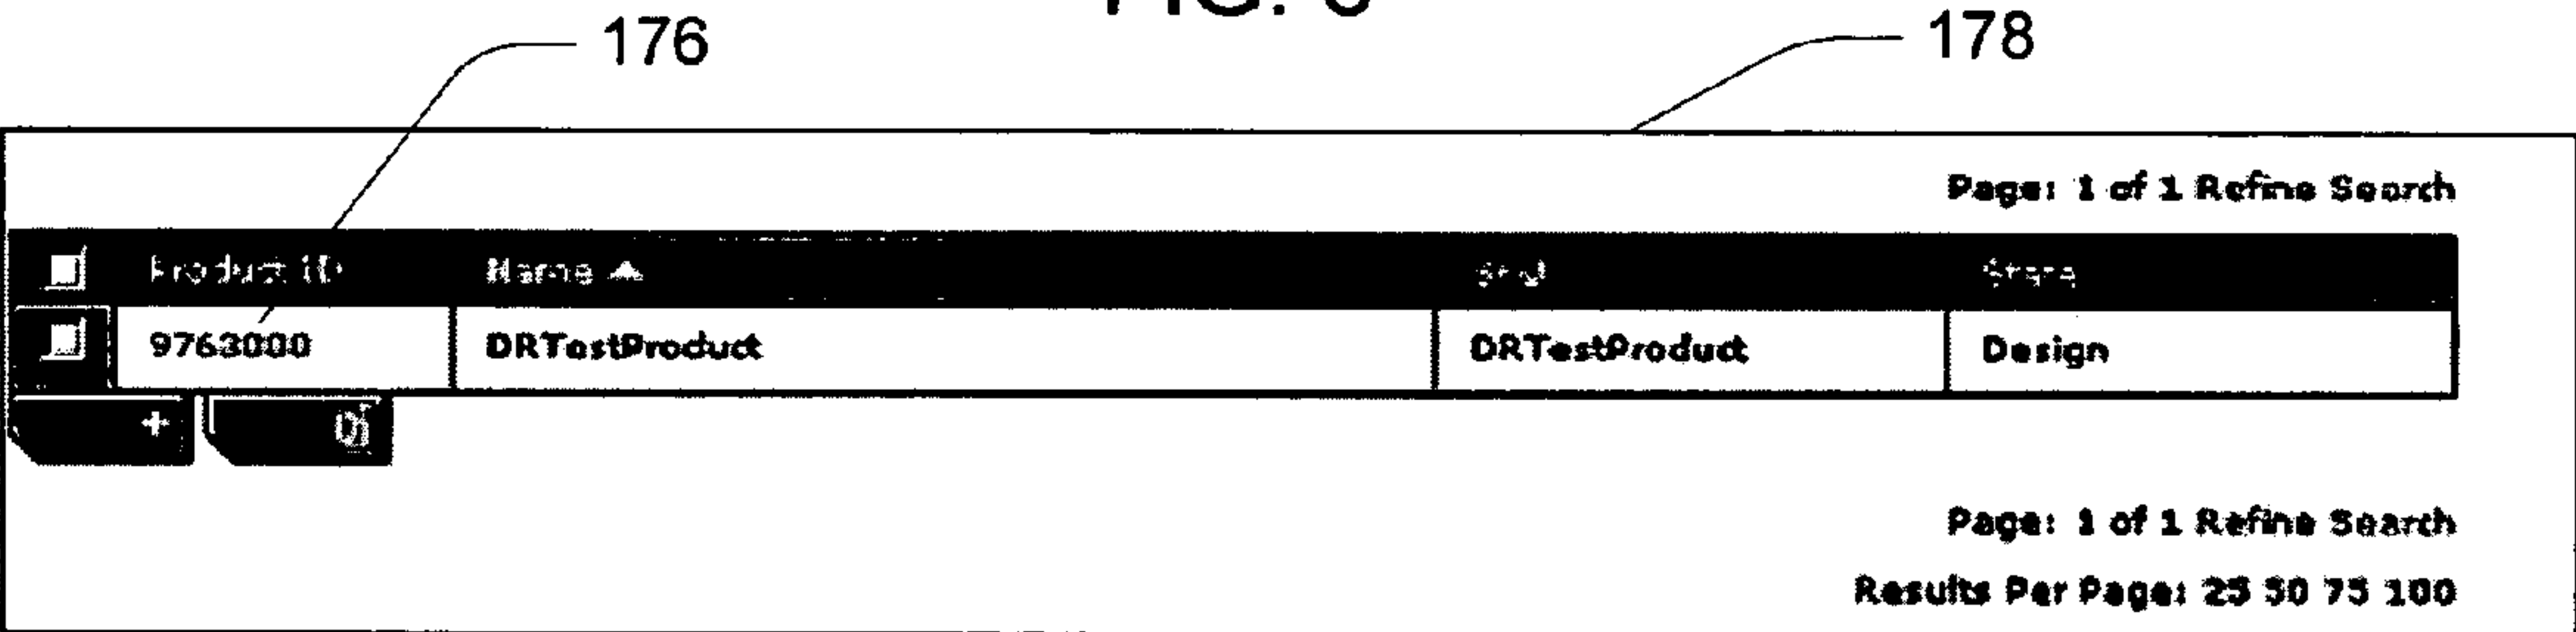 176
178
Page: 1 of 1 Refine Search
Product ID Name ▲ State
9763000 DRTestProduct DRTestProduct Design
+
Page: 1 of 1 Refine Search
Results Per Page: 25 50 75 100